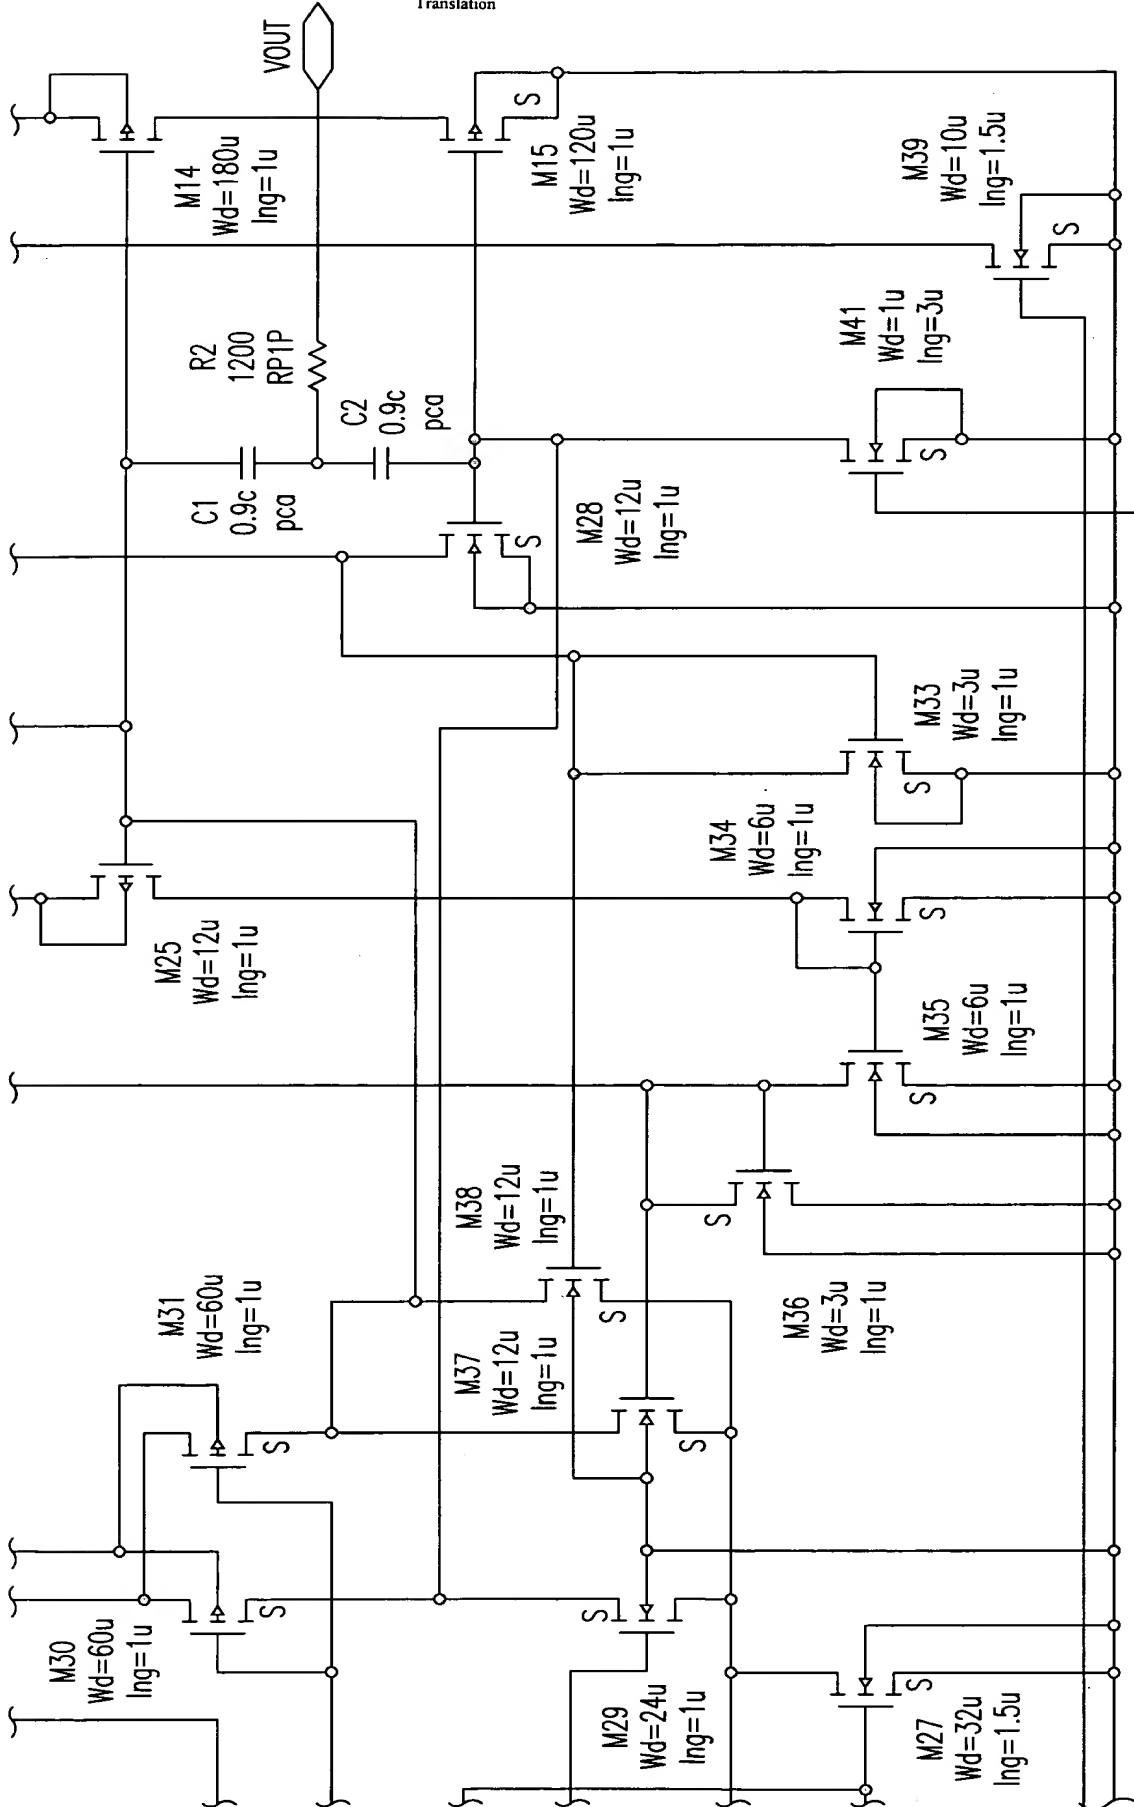 Translation
VOUT
M14
Wd=180u
lng=1u
S
M15
Wd=120u
lng=1u
M39
Wd=10u
lng=1.5u
S
R2
1200
RP1P
C1
0.9c
pca
C2
0.9c
pca
M41
Wd=1u
lng=3u
S
M28
Wd=12u
lng=1u
S
M33
Wd=3u
lng=1u
S
M34
Wd=6u
lng=1u
S
M25
Wd=12u
lng=1u
M35
Wd=6u
lng=1u
S
M38
Wd=12u
lng=1u
S
M36
Wd=3u
lng=1u
S
M31
Wd=60u
lng=1u
S
M37
Wd=12u
lng=1u
S
M30
Wd=60u
lng=1u
S
M29
Wd=24u
lng=1u
S
M27
Wd=32u
lng=1.5u
S